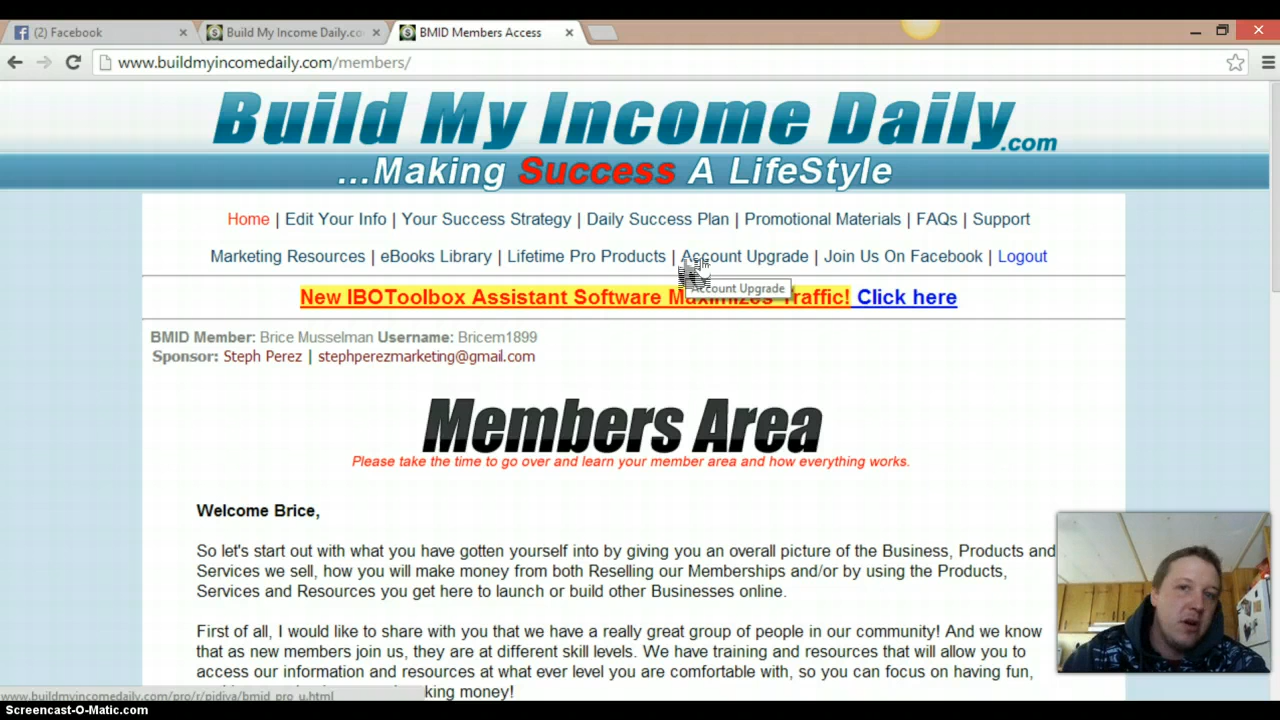 (2) Facebook
Build My Income Daily.co
BMID Members Access
www.buildmyincomedaily.com/members/
Build My Income Daily.com
...Making Success A LifeStyle
Home | Edit Your Info | Your Success Strategy | Daily Success Plan | Promotional Materials | FAQs | Support
Marketing Resources | eBooks Library | Lifetime Pro Products | Account Upgrade | Join Us On Facebook | Logout
Account Upgrade
New IBOToolbox Assistant Software Maximizes Traffic! Click here
BMID Member: Brice Musselman Username: Bricem1899
Sponsor: Steph Perez | stephperezmarketing@gmail.com
Members Area
Please take the time to go over and learn your member area and how everything works.
Welcome Brice,
So let's start out with what you have gotten yourself into by giving you an overall picture of the Business, Products and
Services we sell, how you will make money from both Reselling our Memberships and/or by using the Products,
Services and Resources you get here to launch or build other Businesses online.
First of all, I would like to share with you that we have a really great group of people in our community! And we know
that as new members join us, they are at different skill levels. We have training and resources that will allow you to
access our information and resources at what ever level you are comfortable with, so you can focus on having fun,
money!
Screencast-O-Matic.com